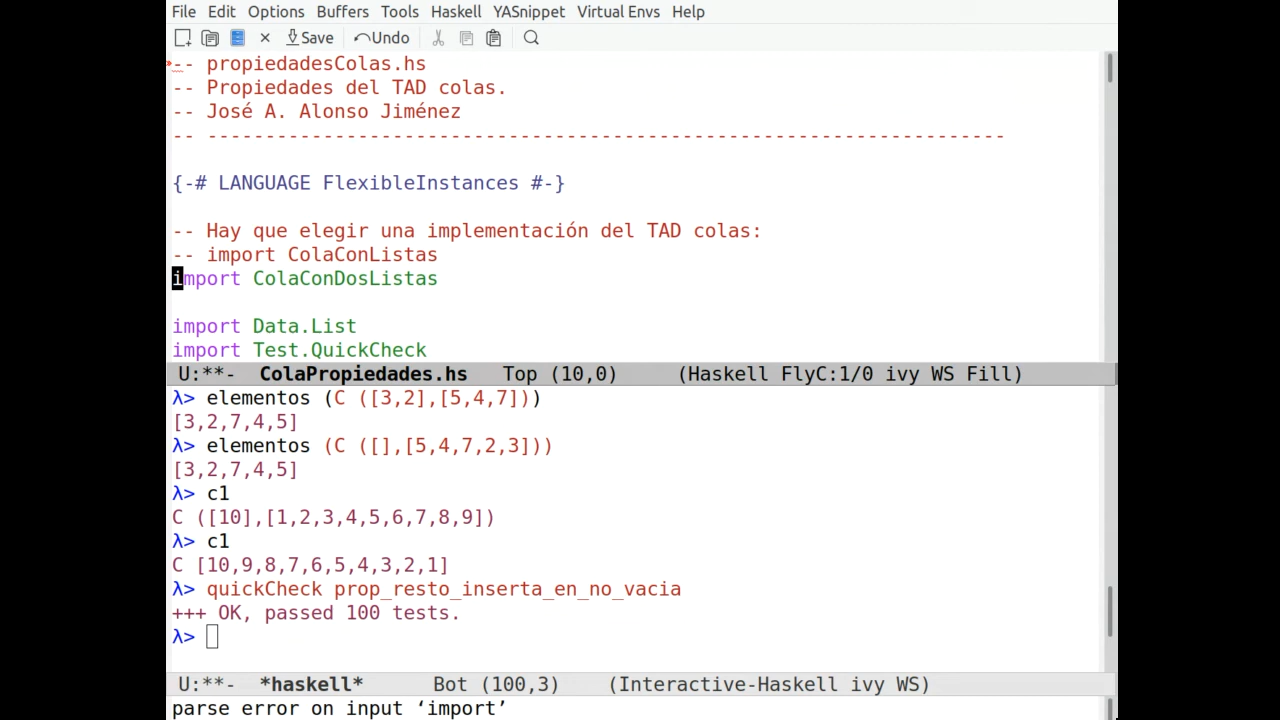 File Edit Options Buffers Tools Haskell YASnippet Virtual Envs Help
Save Undo
-- propiedadesColas.hs
-- Propiedades del TAD colas.
-- José A. Alonso Jiménez
-- ---------------------------------------------------------------------
{-# LANGUAGE FlexibleInstances #-}
-- Hay que elegir una implementación del TAD colas:
-- import ColaConListas
import ColaConDosListas
import Data.List
import Test.QuickCheck
U:**- ColaPropiedades.hs Top (10,0) (Haskell FlyC:1/0 ivy WS Fill)
λ> elementos (C ([3,2],[5,4,7]))
[3,2,7,4,5]
λ> elementos (C ([],[5,4,7,2,3]))
[3,2,7,4,5]
λ> c1
C ([10],[1,2,3,4,5,6,7,8,9])
λ> c1
C [10,9,8,7,6,5,4,3,2,1]
λ> quickCheck prop_resto_inserta_en_no_vacia
+++ OK, passed 100 tests.
λ>
U:**- *haskell* Bot (100,3) (Interactive-Haskell ivy WS)
parse error on input ‘import’